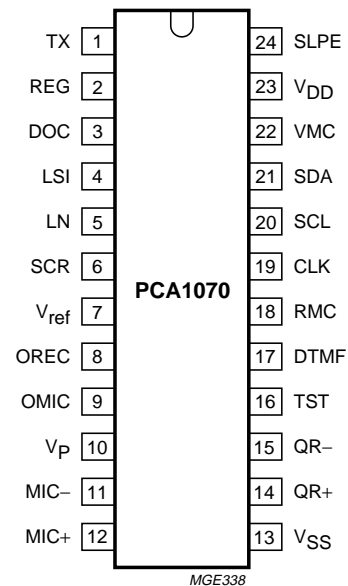 TX 1 24 SLPE
REG 2 23 VDD
DOC 3 22 VMC
LSI 4 21 SDA
LN 5 20 SCL
SCR 6 19 CLK
PCA1070
Vref 7 18 RMC
OREC 8 17 DTMF
OMIC 9 16 TST
VP 10 15 QR−
MIC− 11 14 QR+
MIC+ 12 13 VSS
MGE338